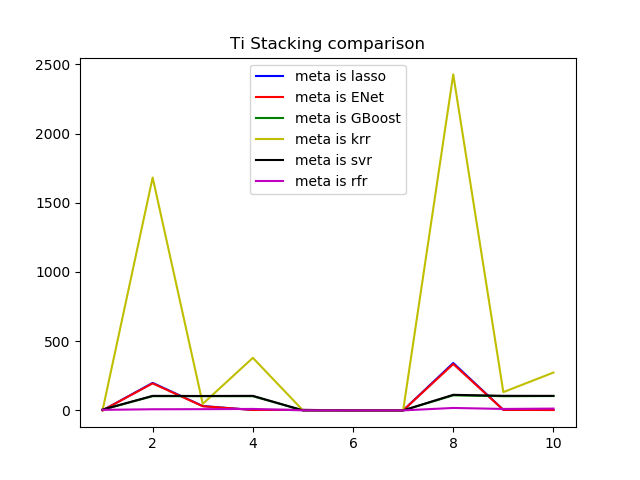 Ti Stacking comparison
2500
2000
1500
1000
500
0
meta is lasso
meta is ENet
meta is GBoost
meta is krr
meta is svr
meta is rfr
2 4 6 8 10